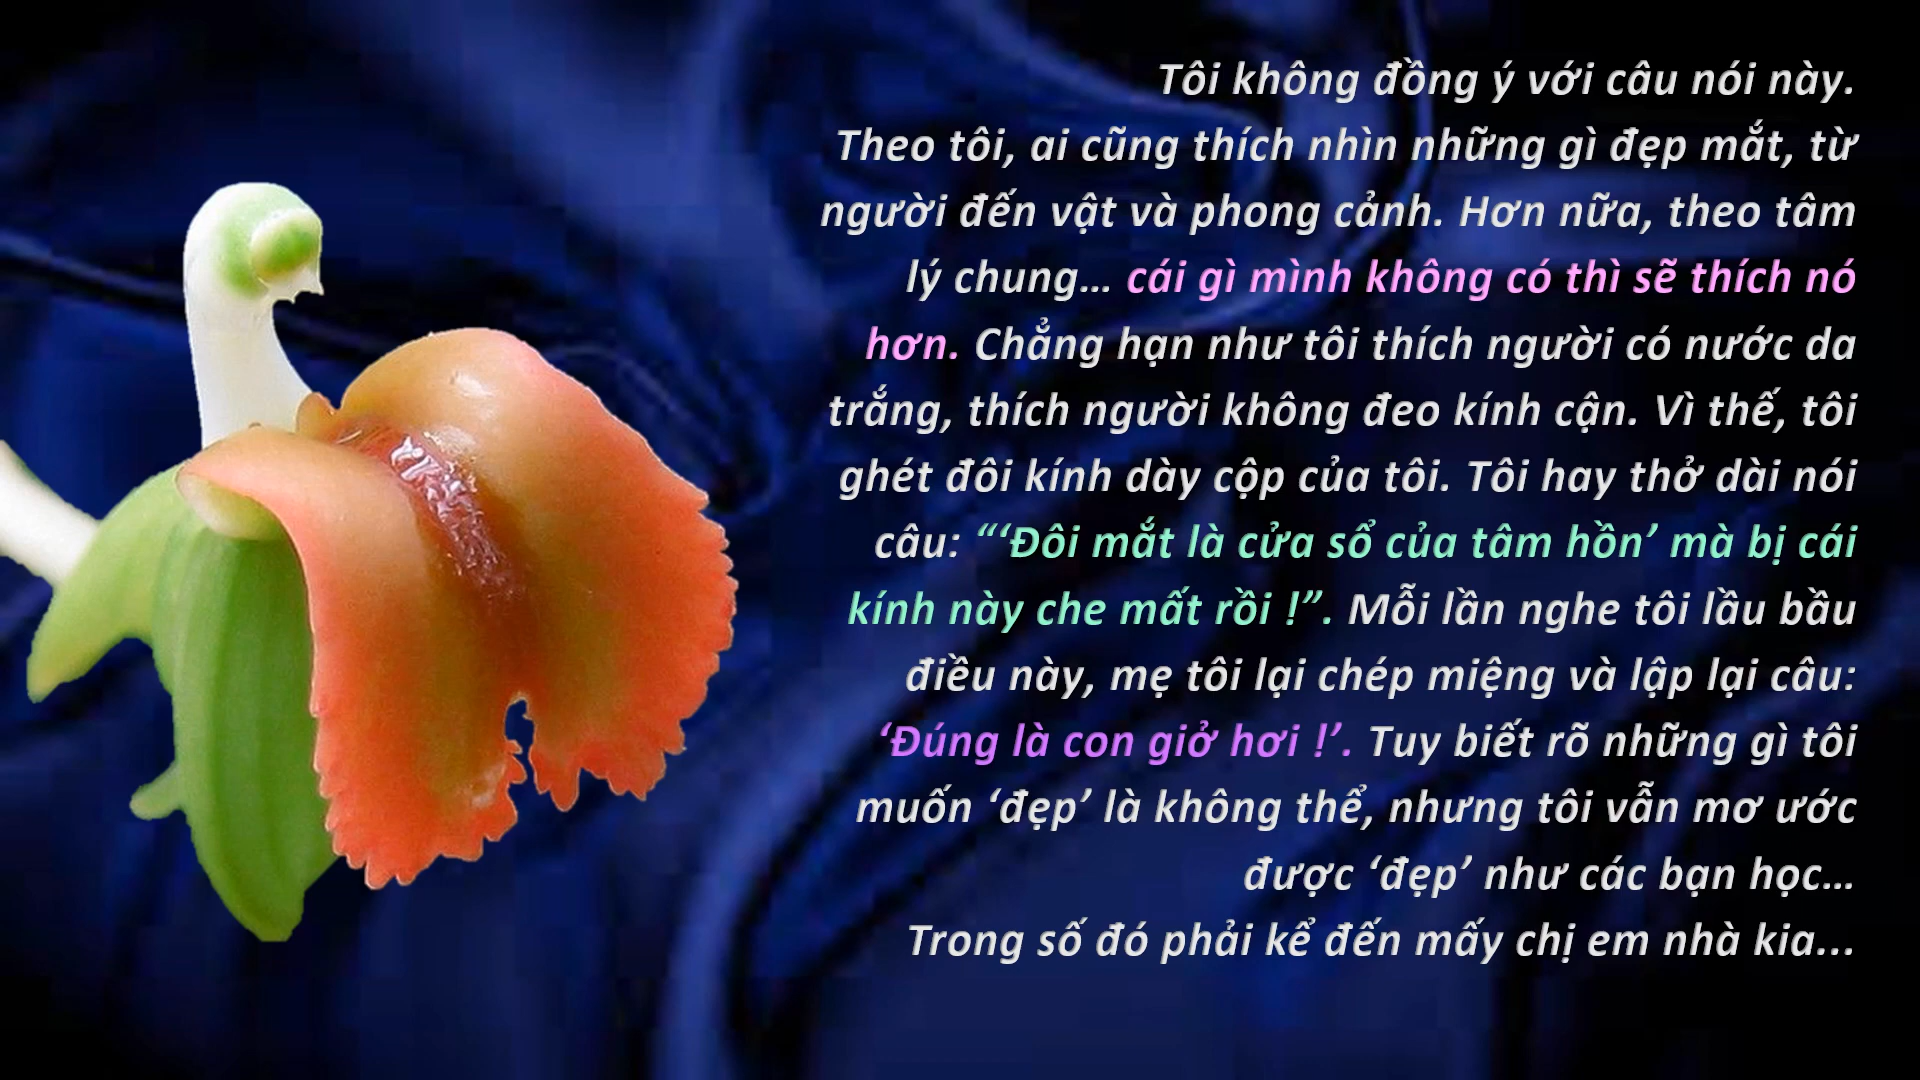 Tôi không đồng ý với câu nói này.
Theo tôi, ai cũng thích nhìn những gì đẹp mắt, từ
người đến vật và phong cảnh. Hơn nữa, theo tâm
lý chung... cái gì mình không có thì sẽ thích nó
hơn. Chẳng hạn như tôi thích người có nước da
trắng, thích người không đeo kính cận. Vì thế, tôi
ghét đôi kính dày cộp của tôi. Tôi hay thở dài nói
câu: “‘Đôi mắt là cửa sổ của tâm hồn’ mà bị cái
kính này che mất rồi !”. Mỗi lần nghe tôi lầu bầu
điều này, mẹ tôi lại chép miệng và lập lại câu:
‘Đúng là con giở hơi !’. Tuy biết rõ những gì tôi
muốn ‘đẹp’ là không thể, nhưng tôi vẫn mơ ước
được ‘đẹp’ như các bạn học...
Trong số đó phải kể đến mấy chị em nhà kia...